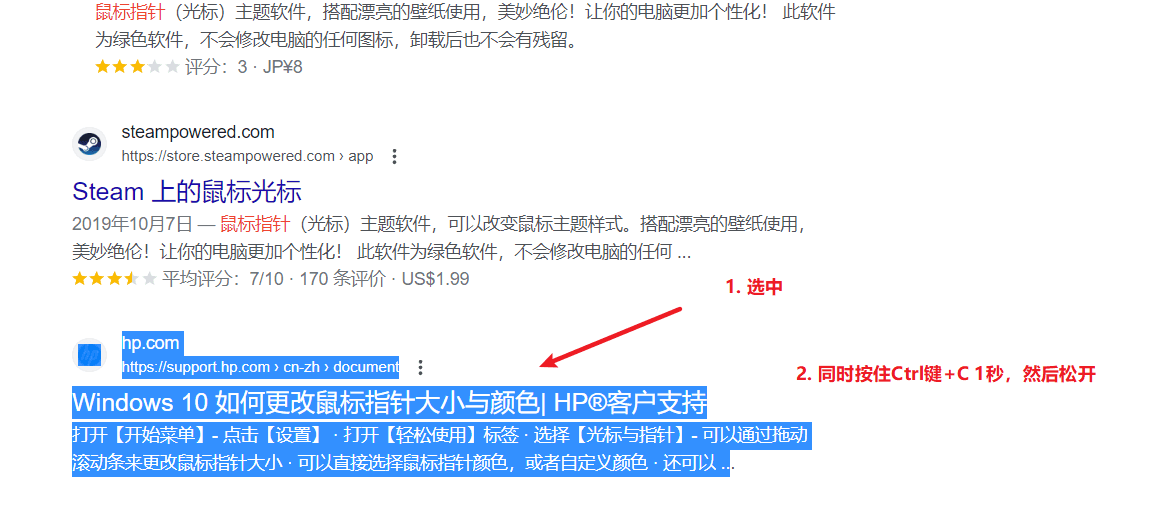 鼠标指针（光标）主题软件，搭配漂亮的壁纸使用，美妙绝伦！让你的电脑更加个性化！ 此软件
为绿色软件，不会修改电脑的任何图标，卸载后也不会有残留。
评分：3 · JP¥8
steampowered.com
https://store.steampowered.com › app
Steam 上的鼠标光标
2019年10月7日 — 鼠标指针（光标）主题软件，可以改变鼠标主题样式。搭配漂亮的壁纸使用，
美妙绝伦！让你的电脑更加个性化！ 此软件为绿色软件，不会修改电脑的任何 ...
平均评分：7/10 · 170 条评价 · US$1.99
1. 选中
hp.com
https://support.hp.com › cn-zh › document
2. 同时按住Ctrl键+C 1秒，然后松开
Windows 10 如何更改鼠标指针大小与颜色| HP®客户支持
打开【开始菜单】- 点击【设置】 · 打开【轻松使用】标签 · 选择【光标与指针】- 可以通过拖动
滚动条来更改鼠标指针大小 · 可以直接选择鼠标指针颜色，或者自定义颜色 · 还可以 ...